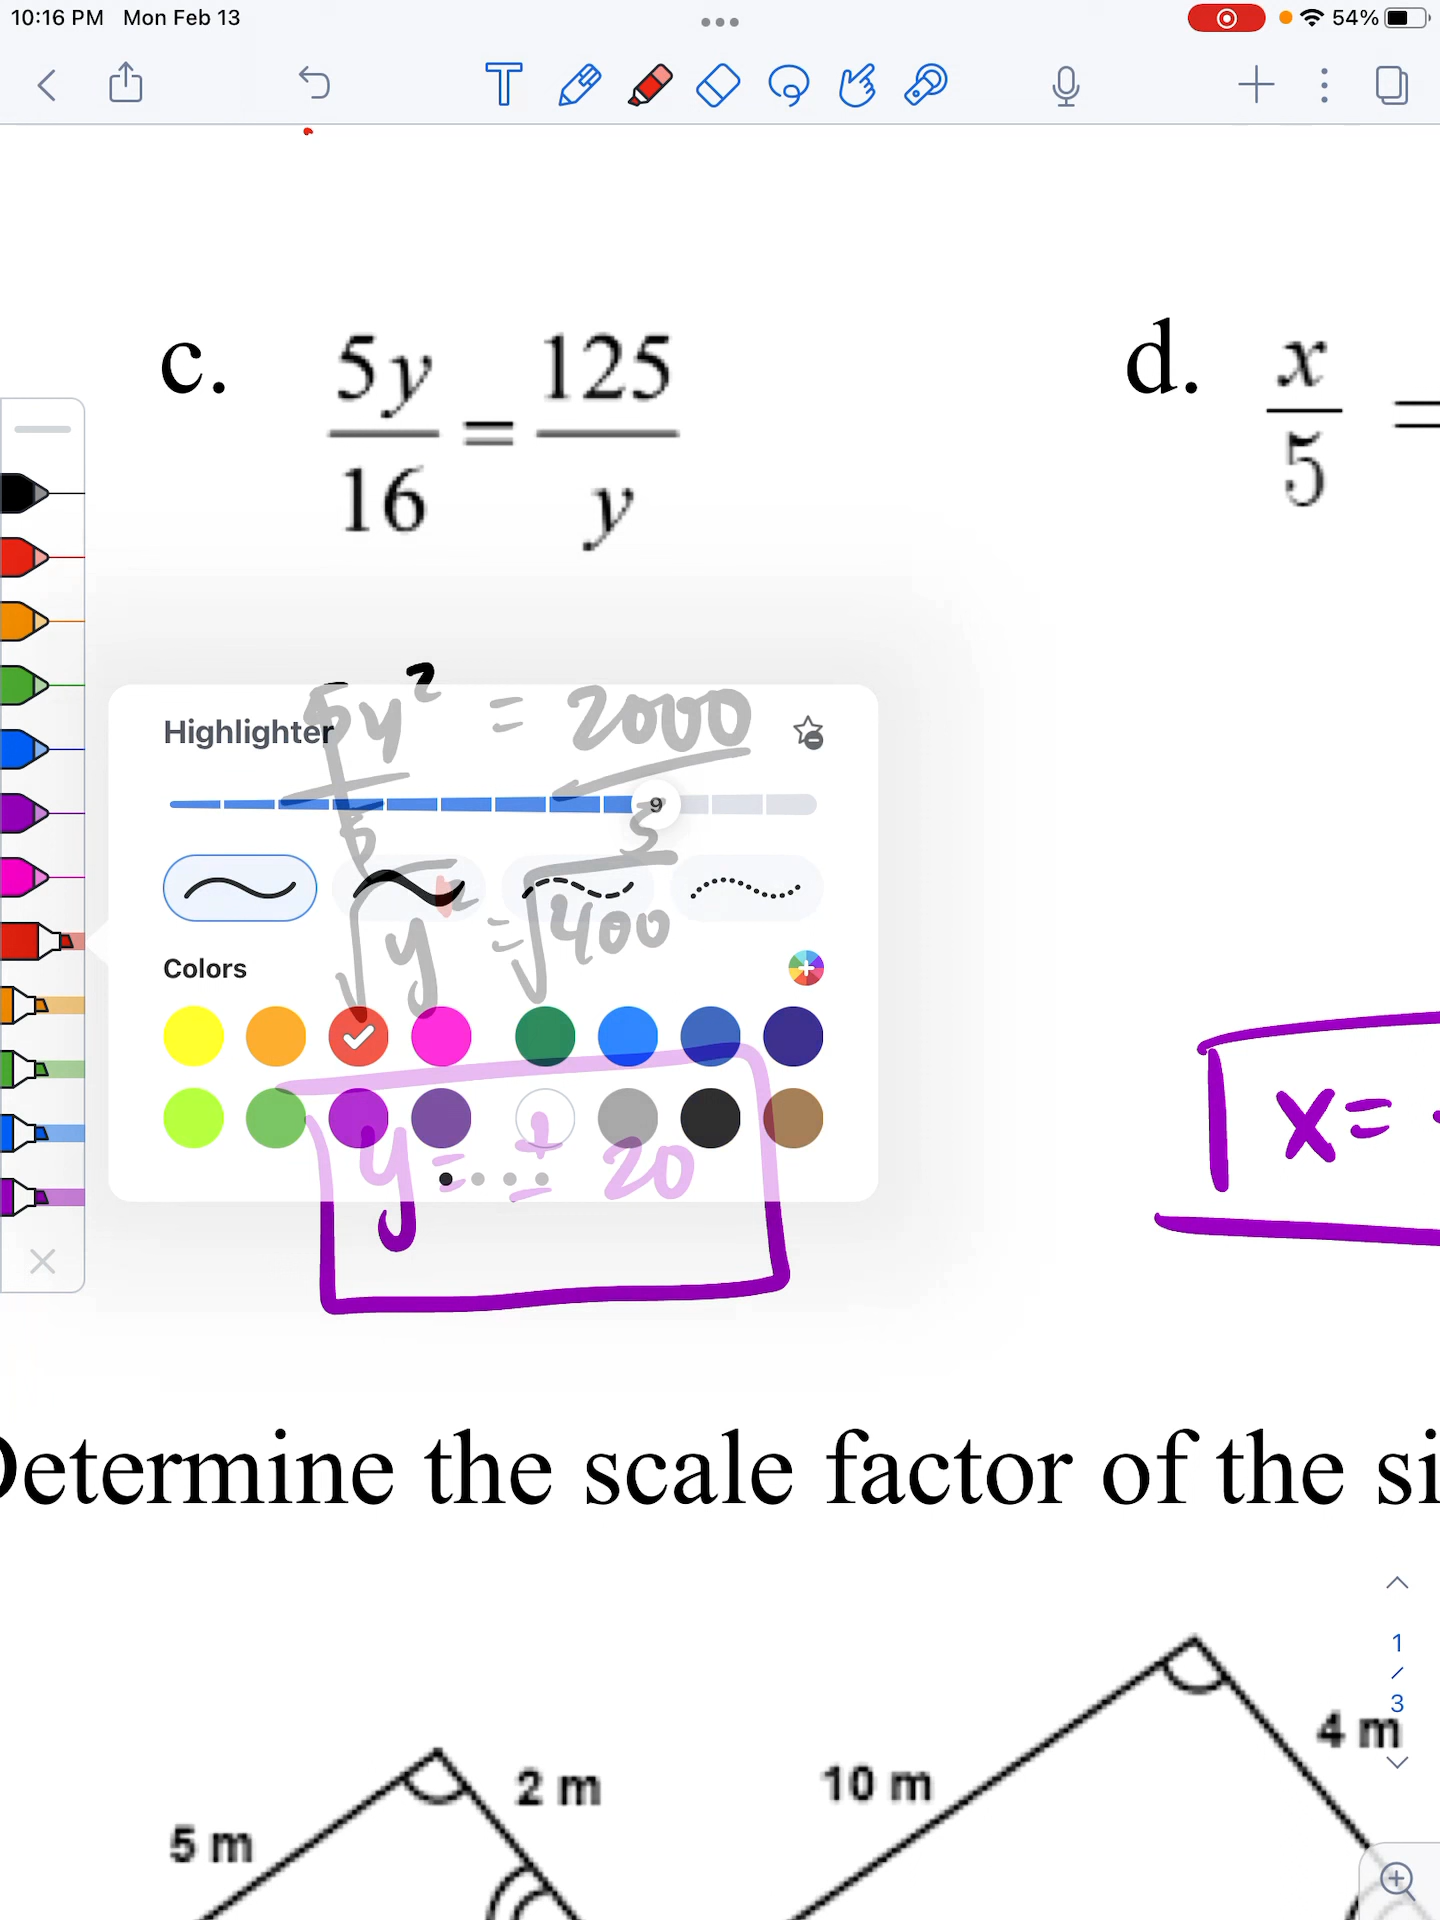 10:16 PM Mon Feb 13
54%
T
c. 5y/16 = 125/y
d. x/5 =
5y² = 2000
5 5
Highlighter
9
√y² = √400
Colors
y = ± 20
x=
Determine the scale factor of the si
1
/
3
4 m
2 m
10 m
5 m